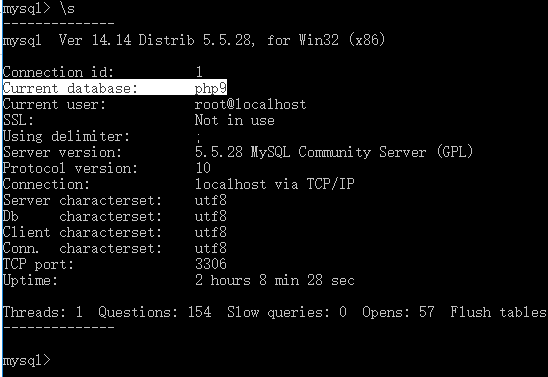 mysql> \s
--------------
mysql  Ver 14.14 Distrib 5.5.28, for Win32 (x86)
Connection id:          1
Current database:       php9
Current user:           root@localhost
SSL:                    Not in use
Using delimiter:        ;
Server version:         5.5.28 MySQL Community Server (GPL)
Protocol version:       10
Connection:             localhost via TCP/IP
Server characterset:    utf8
Db     characterset:    utf8
Client characterset:    utf8
Conn.  characterset:    utf8
TCP port:               3306
Uptime:                 2 hours 8 min 28 sec
Threads: 1  Questions: 154  Slow queries: 0  Opens: 57  Flush tables
--------------
mysql>